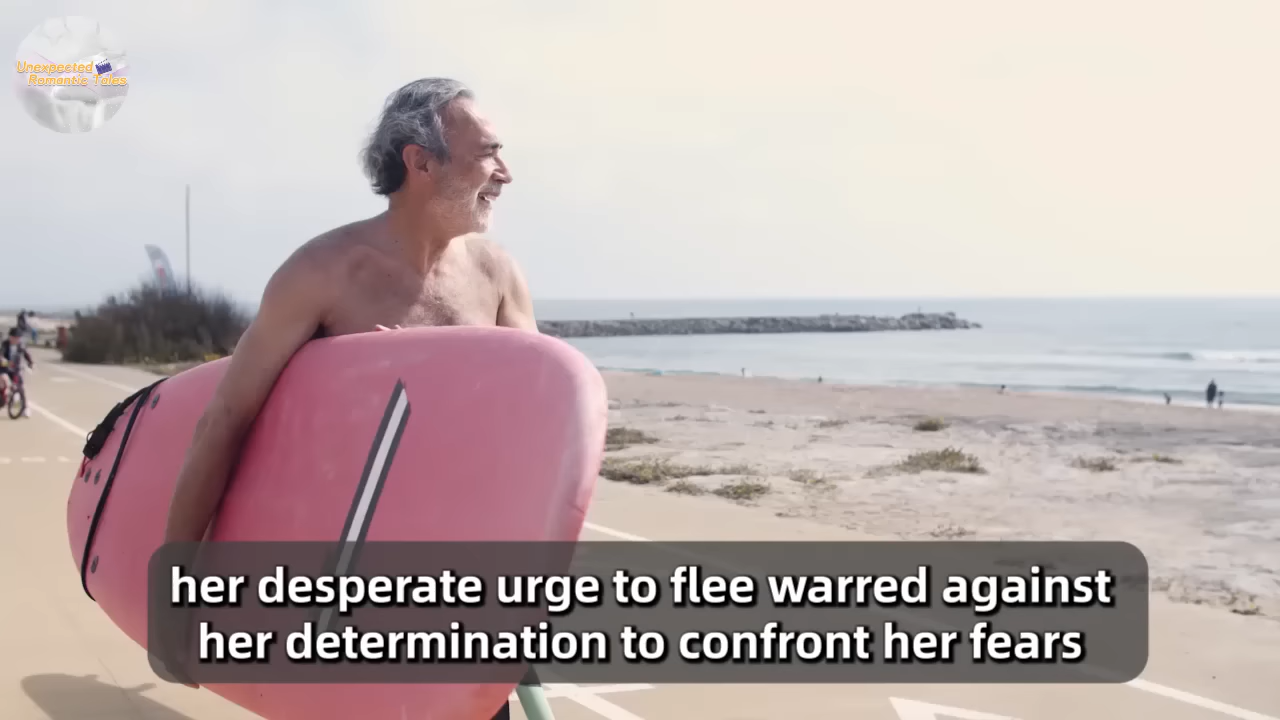 Unexpected
Romantic Tales
her desperate urge to flee warred against
her determination to confront her fears